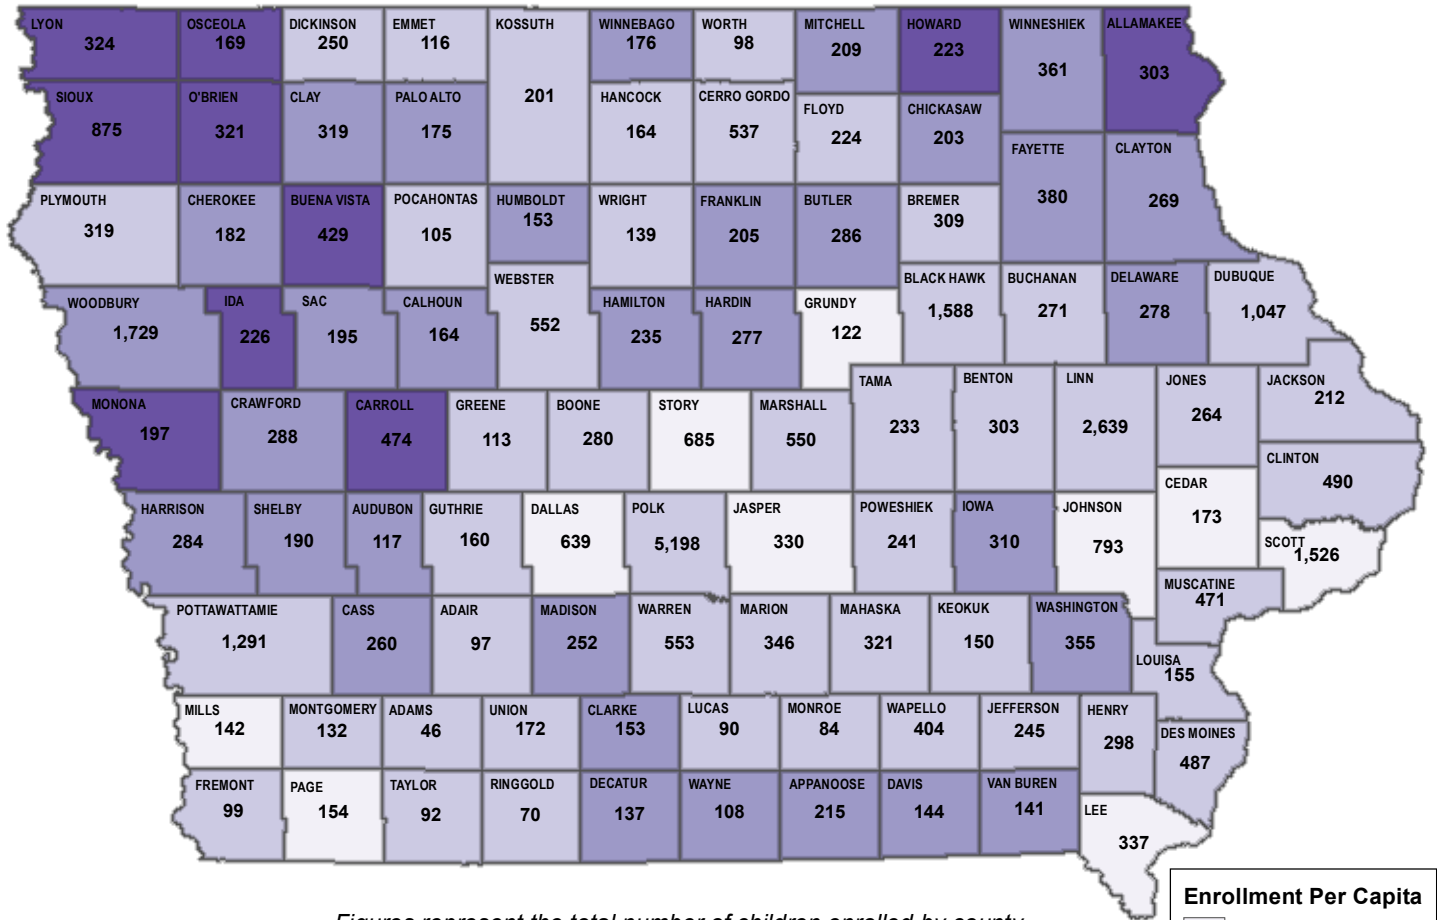 LYON
324
OSCEOLA
169
DICKINSON
250
EMMET
116
KOSSUTH
201
WINNEBAGO
176
WORTH
98
MITCHELL
209
HOWARD
223
WINNESHIEK
361
ALLAMAKEE
303
SIOUX
875
O'BRIEN
321
CLAY
319
PALO ALTO
175
HANCOCK
164
CERRO GORDO
537
FLOYD
224
CHICKASAW
203
FAYETTE
380
CLAYTON
269
PLYMOUTH
319
CHEROKEE
182
BUENA VISTA
429
POCAHONTAS
105
HUMBOLDT
153
WRIGHT
139
FRANKLIN
205
BUTLER
286
BREMER
309
WOODBURY
1,729
IDA
226
SAC
195
CALHOUN
164
WEBSTER
552
HAMILTON
235
HARDIN
277
GRUNDY
122
BLACK HAWK
1,588
BUCHANAN
271
DELAWARE
278
DUBUQUE
1,047
MONONA
197
CRAWFORD
288
CARROLL
474
GREENE
113
BOONE
280
STORY
685
MARSHALL
550
TAMA
233
BENTON
303
LINN
2,639
JONES
264
JACKSON
212
CLINTON
490
CEDAR
173
HARRISON
284
SHELBY
190
AUDUBON
117
GUTHRIE
160
DALLAS
639
POLK
5,198
JASPER
330
POWESHIEK
241
IOWA
310
JOHNSON
793
SCOTT
1,526
MUSCATINE
471
POTTAWATTAMIE
1,291
CASS
260
ADAIR
97
MADISON
252
WARREN
553
MARION
346
MAHASKA
321
KEOKUK
150
WASHINGTON
355
LOUISA
155
MILLS
142
MONTGOMERY
132
ADAMS
46
UNION
172
CLARKE
153
LUCAS
90
MONROE
84
WAPELLO
404
JEFFERSON
245
HENRY
298
DES MOINES
487
FREMONT
99
PAGE
154
TAYLOR
92
RINGGOLD
70
DECATUR
137
WAYNE
108
APPANOOSE
215
DAVIS
144
VAN BUREN
141
LEE
337
Figures represent the total number of children enrolled by county
Enrollment Per Capita